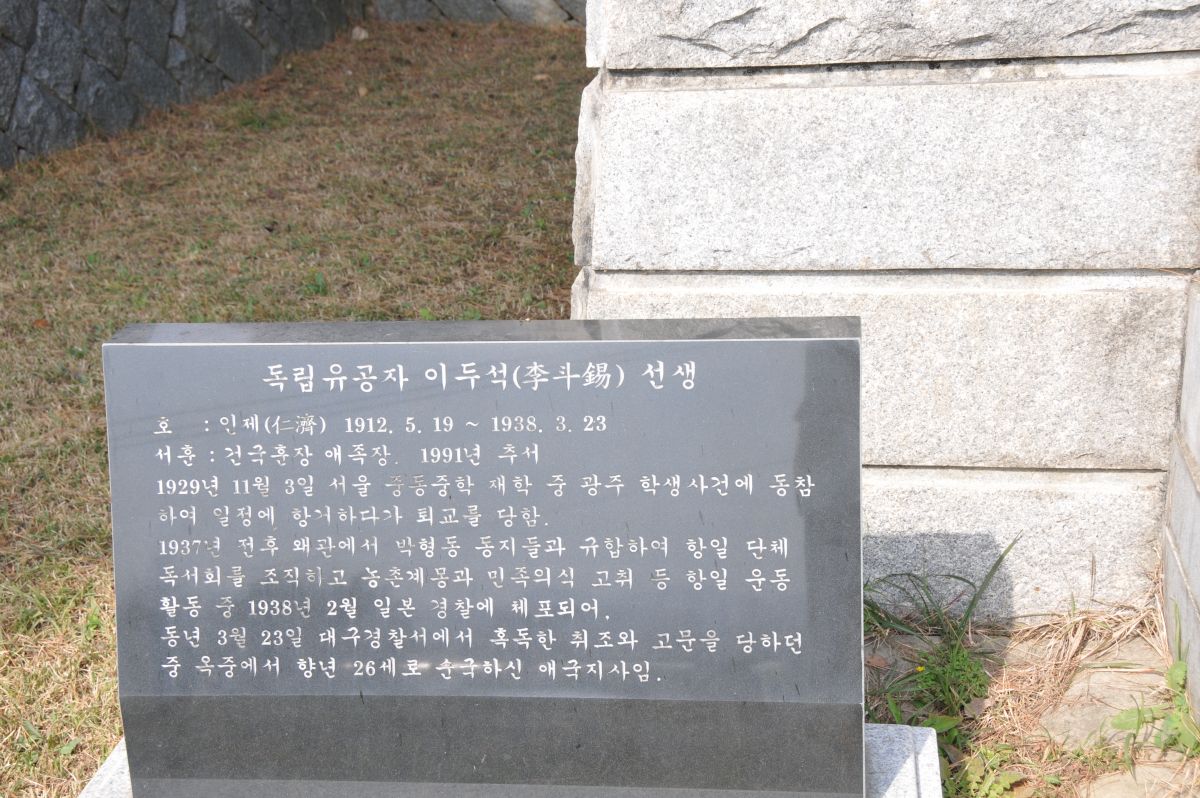 독립유공자 이두석(李斗錫) 선생
호 : 인제(仁濟) 1912. 5. 19 ~ 1938. 3. 23
서훈 : 건국훈장 애족장. 1991년 추서
1929년 11월 3일 서울 중동중학 재학 중 광주 학생사건에 동참
하여 일정에 항거하다가 퇴교를 당함.
1937년 전후 왜관에서 박형동 동지들과 규합하여 항일 단체
독서회를 조직하고 농촌계몽과 민족의식 고취 등 항일 운동
활동 중 1938년 2월 일본 경찰에 체포되어,
동년 3월 23일 대구경찰서에서 혹독한 취조와 고문을 당하던
중 옥중에서 향년 26세로 순국하신 애국지사임.